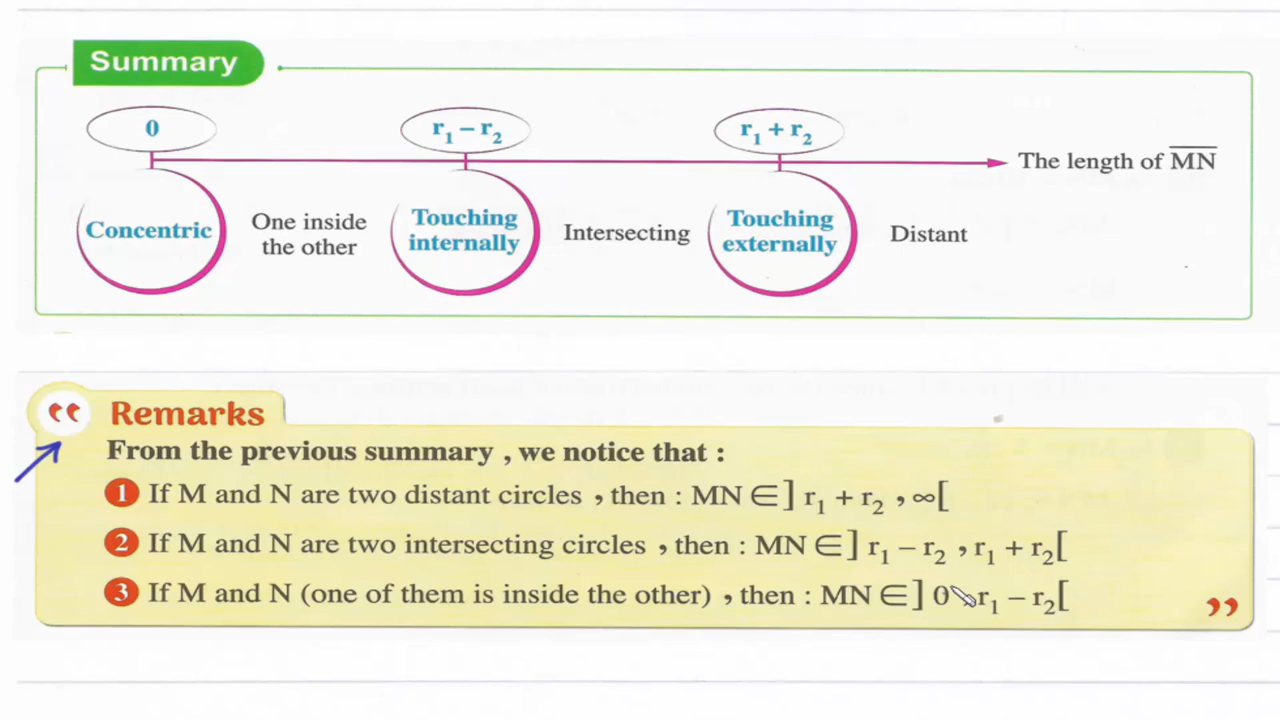 Summary
0
r₁ – r₂
r₁ + r₂
The length of M̅N̅
Concentric
One inside
the other
Touching
internally
Intersecting
Touching
externally
Distant
“ Remarks
From the previous summary , we notice that :
1 If M and N are two distant circles , then : MN ∈ ] r₁ + r₂ , ∞[
2 If M and N are two intersecting circles , then : MN ∈ ] r₁ – r₂ , r₁ + r₂[
3 If M and N (one of them is inside the other) , then : MN ∈ ] 0 , r₁ – r₂[
”